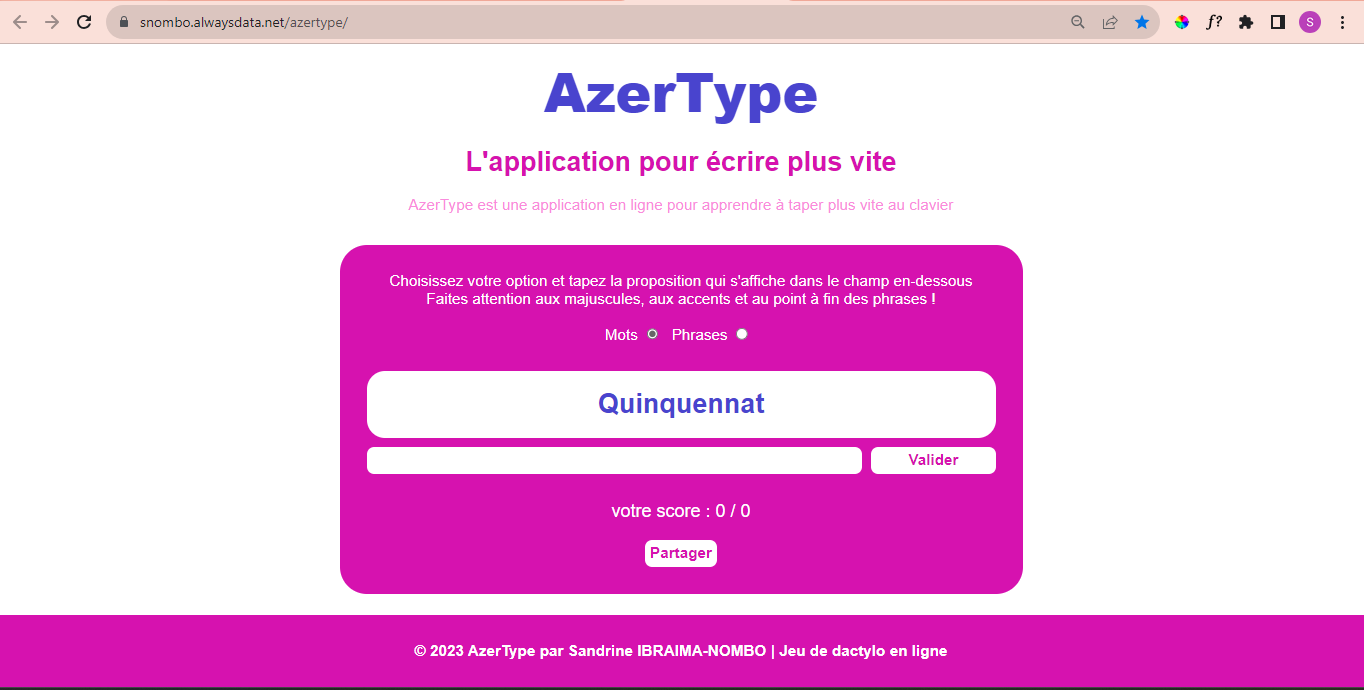 snombo.alwaysdata.net/azertype/
f?
S
AzerType
L'application pour écrire plus vite
AzerType est une application en ligne pour apprendre à taper plus vite au clavier
Choisissez votre option et tapez la proposition qui s'affiche dans le champ en-dessous
Faites attention aux majuscules, aux accents et au point à fin des phrases !
Mots Phrases
Quinquennat
Valider
votre score : 0 / 0
Partager
© 2023 AzerType par Sandrine IBRAIMA-NOMBO | Jeu de dactylo en ligne